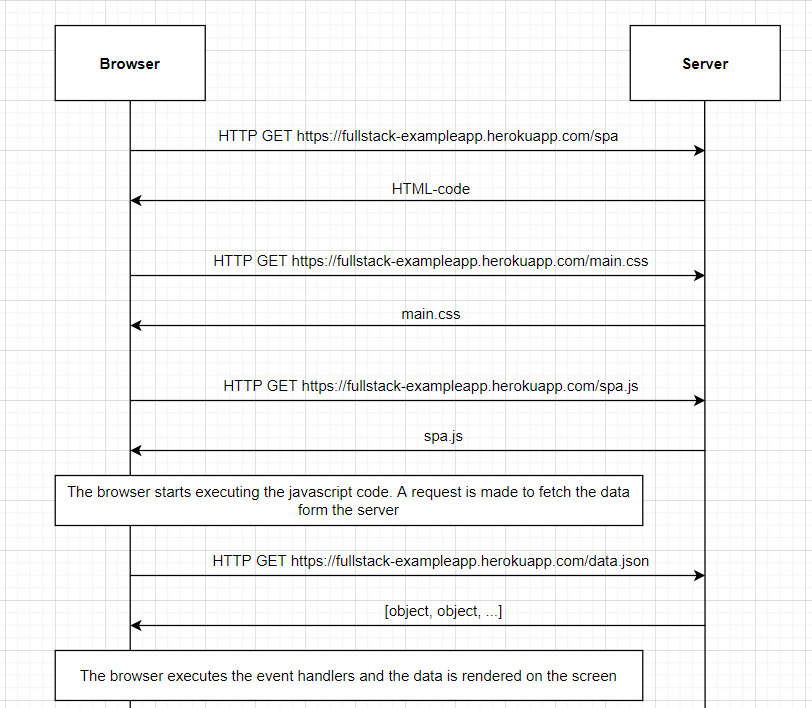 Browser
Server
HTTP GET https://fullstack-exampleapp.herokuapp.com/spa
HTML-code
HTTP GET https://fullstack-exampleapp.herokuapp.com/main.css
main.css
HTTP GET https://fullstack-exampleapp.herokuapp.com/spa.js
spa.js
The browser starts executing the javascript code. A request is made to fetch the data
form the server
HTTP GET https://fullstack-exampleapp.herokuapp.com/data.json
[object, object, ...]
The browser executes the event handlers and the data is rendered on the screen